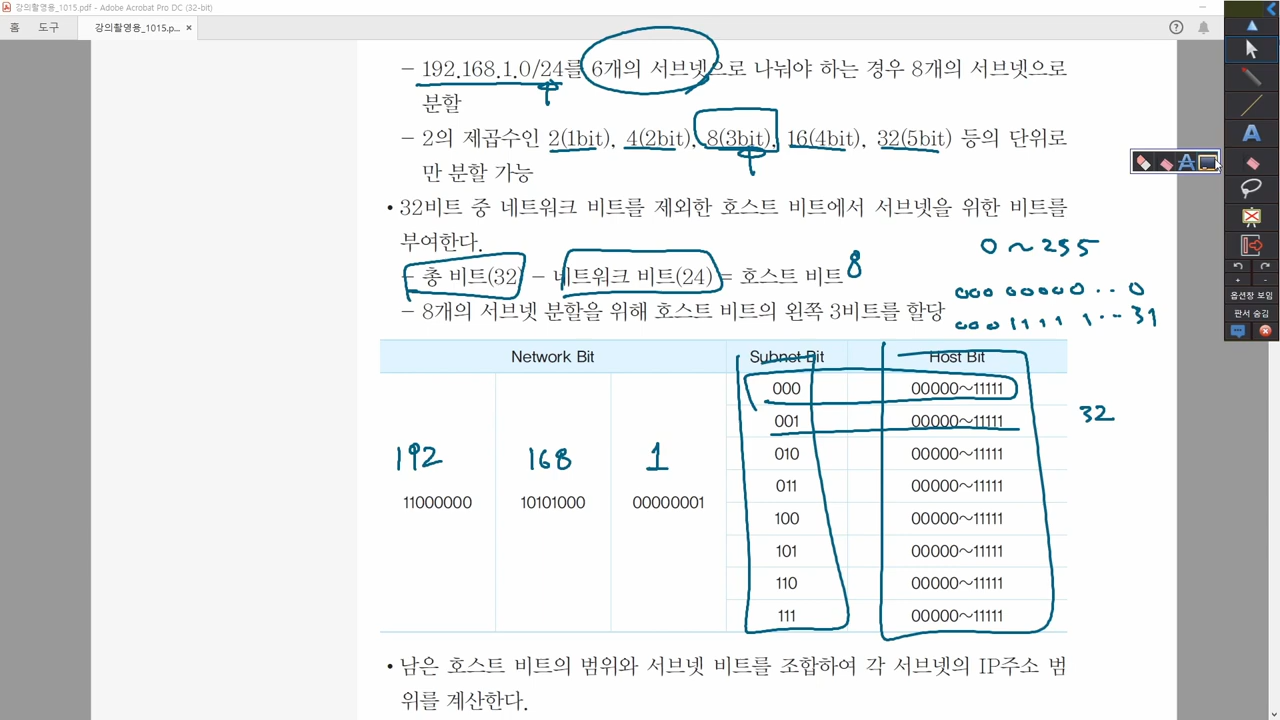 강의촬영용_1015.pdf - Adobe Acrobat Pro DC (32-bit)
홈 도구 강의촬영용_1015.p... ×
- 192.168.1.0/24를 6개의 서브넷으로 나눠야 하는 경우 8개의 서브넷으로
분할
- 2의 제곱수인 2(1bit), 4(2bit), 8(3bit), 16(4bit), 32(5bit) 등의 단위로
만 분할 가능
• 32비트 중 네트워크 비트를 제외한 호스트 비트에서 서브넷을 위한 비트를
부여한다.
0 ~ 255
- 총 비트(32) - 네트워크 비트(24) = 호스트 비트 8
000 00000 ·· 0
- 8개의 서브넷 분할을 위해 호스트 비트의 왼쪽 3비트를 할당
000 1111 1 ·- 31
옵션창 보임
판서 숨김
Network Bit Subnet Bit Host Bit
000 00000~11111
001 00000~11111
32
192 168 1
010 00000~11111
011 00000~11111
11000000 10101000 00000001
100 00000~11111
101 00000~11111
110 00000~11111
111 00000~11111
• 남은 호스트 비트의 범위와 서브넷 비트를 조합하여 각 서브넷의 IP주소 범
위를 계산한다.